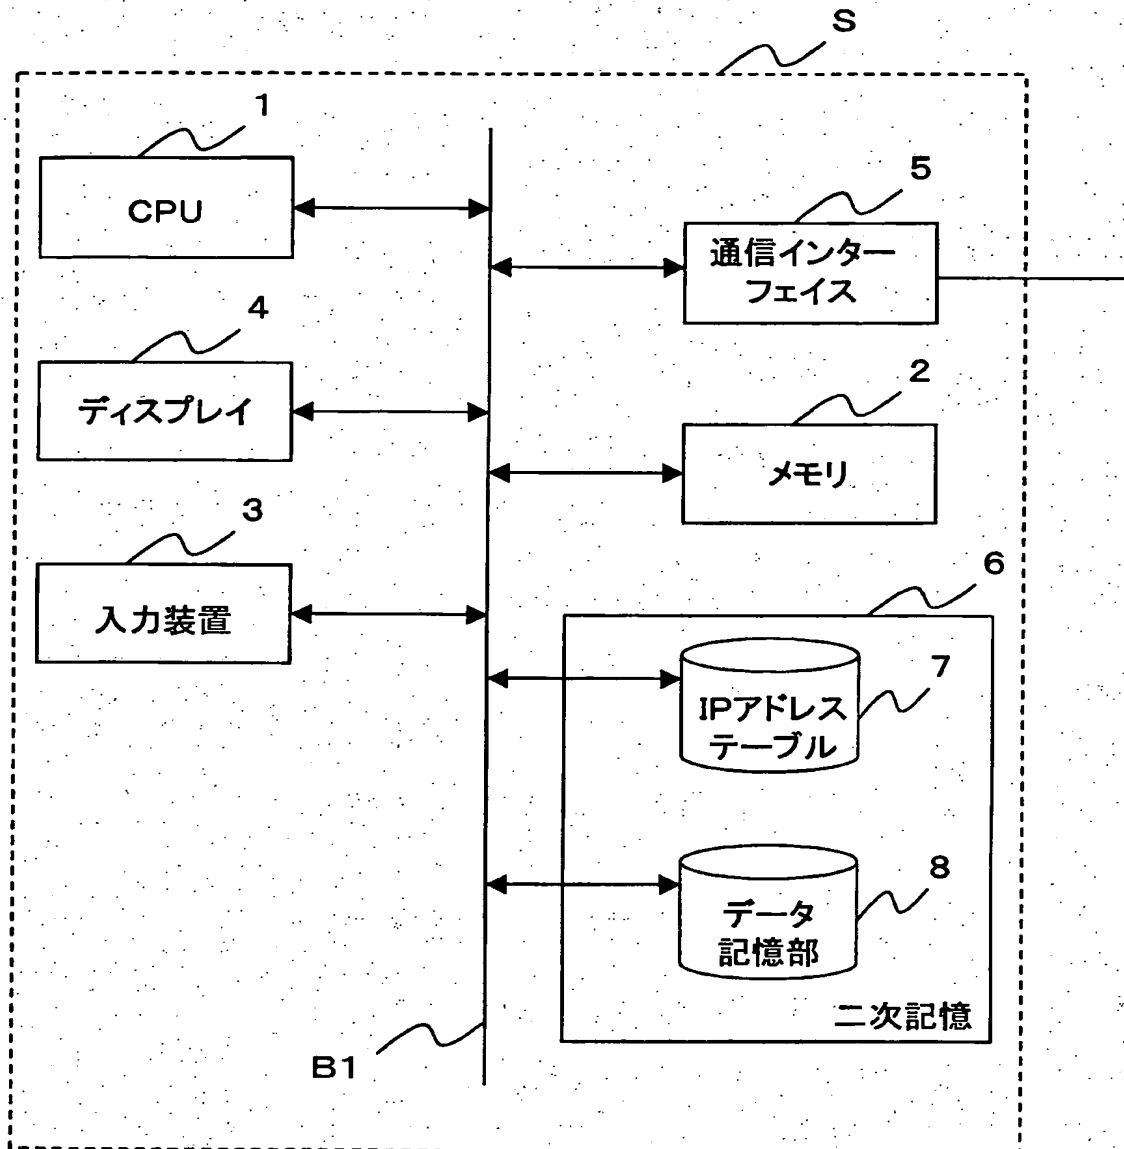 S
1
CPU
5
通信インター
フェイス
4
ディスプレイ
2
メモリ
3
入力装置
6
7
IPアドレス
テーブル
8
データ
記憶部
二次記憶
B1